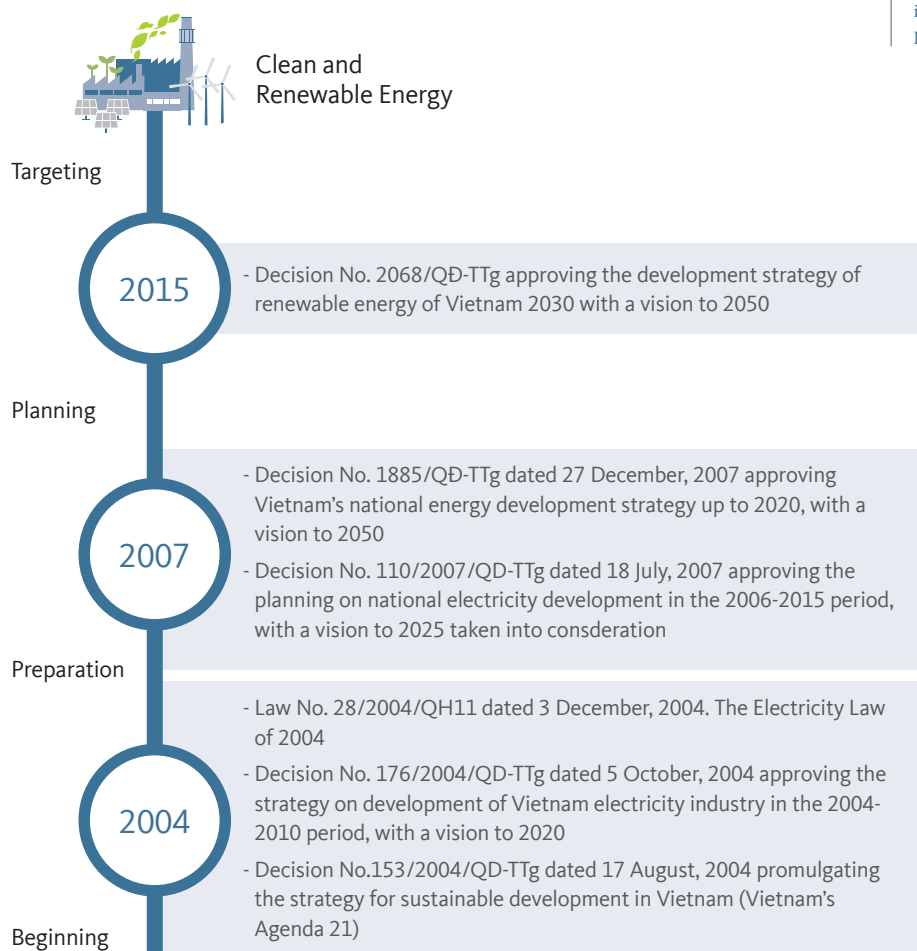 Clean and
Renewable Energy
Targeting
2015
- Decision No. 2068/QĐ-TTg approving the development strategy of
renewable energy of Vietnam 2030 with a vision to 2050
Planning
2007
- Decision No. 1885/QĐ-TTg dated 27 December, 2007 approving
Vietnam’s national energy development strategy up to 2020, with a
vision to 2050
- Decision No. 110/2007/QD-TTg dated 18 July, 2007 approving the
planning on national electricity development in the 2006-2015 period,
with a vision to 2025 taken into consderation
Preparation
2004
- Law No. 28/2004/QH11 dated 3 December, 2004. The Electricity Law
of 2004
- Decision No. 176/2004/QD-TTg dated 5 October, 2004 approving the
strategy on development of Vietnam electricity industry in the 2004-
2010 period, with a vision to 2020
- Decision No.153/2004/QD-TTg dated 17 August, 2004 promulgating
the strategy for sustainable development in Vietnam (Vietnam’s
Agenda 21)
Beginning